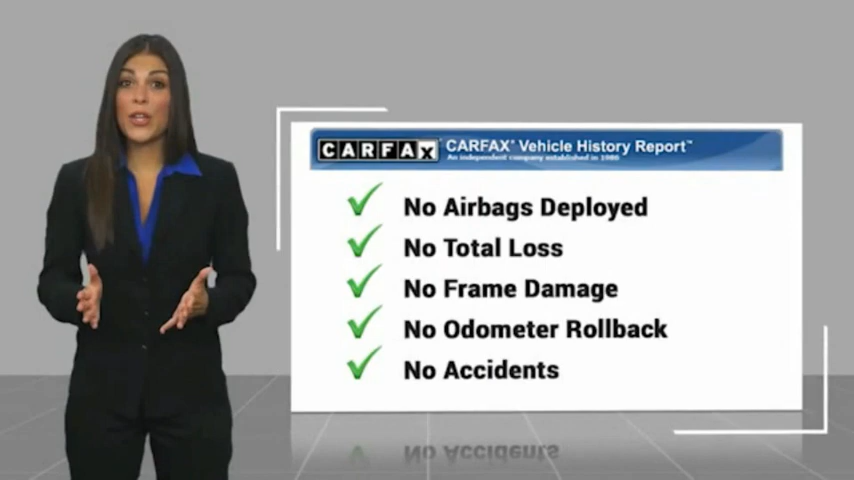 CARFAX CARFAX® Vehicle History Report™
An independent company established in 1986
No Airbags Deployed
No Total Loss
No Frame Damage
No Odometer Rollback
No Accidents
No Accidents